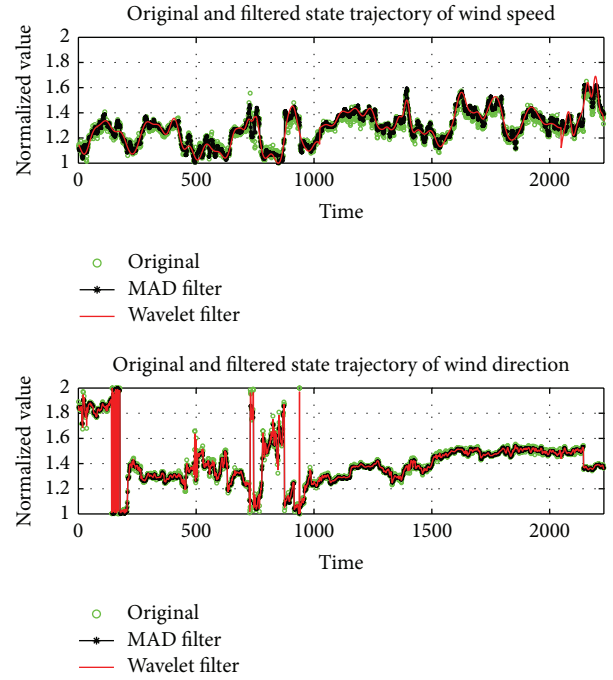 Original and filtered state trajectory of wind speed
Normalized value
2
1.8
1.6
1.4
1.2
1
0 500 1000 1500 2000
Time
Original
MAD filter
Wavelet filter
Original and filtered state trajectory of wind direction
Normalized value
2
1.8
1.6
1.4
1.2
1
0 500 1000 1500 2000
Time
Original
MAD filter
Wavelet filter